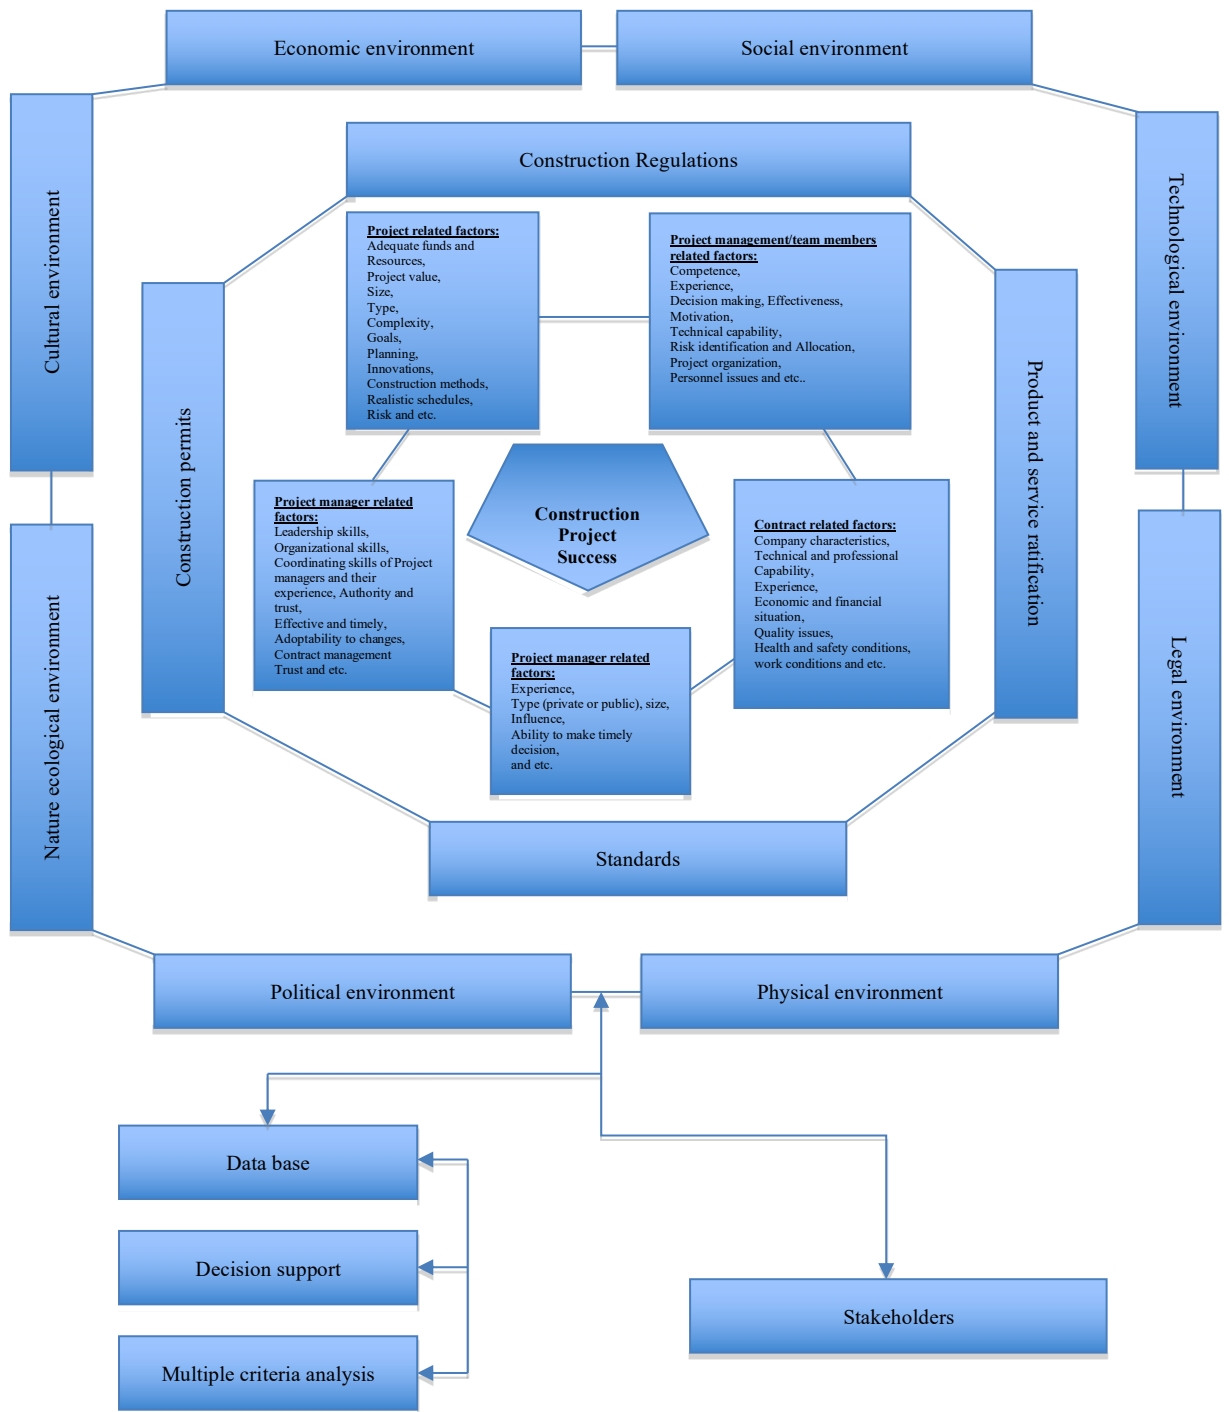 Economic environment
Social environment
Cultural environment
Technological environment
Construction Regulations
Construction permits
Product and service ratification
Project related factors:
Adequate funds and
Resources,
Project value,
Size,
Type,
Complexity,
Goals,
Planning,
Innovations,
Construction methods,
Realistic schedules,
Risk and etc.
Project management/team members
related factors:
Competence,
Experience,
Decision making, Effectiveness,
Motivation,
Technical capability,
Risk identification and Allocation,
Project organization,
Personnel issues and etc..
Project manager related
factors:
Leadership skills,
Organizational skills,
Coordinating skills of Project
managers and their
experience, Authority and
trust,
Effective and timely,
Adoptability to changes,
Contract management
Trust and etc.
Construction
Project
Success
Contract related factors:
Company characteristics,
Technical and professional
Capability,
Experience,
Economic and financial
situation,
Quality issues,
Health and safety conditions,
work conditions and etc.
Project manager related
factors:
Experience,
Type (private or public), size,
Influence,
Ability to make timely
decision,
and etc.
Nature ecological environment
Legal environment
Standards
Political environment
Physical environment
Data base
Decision support
Multiple criteria analysis
Stakeholders